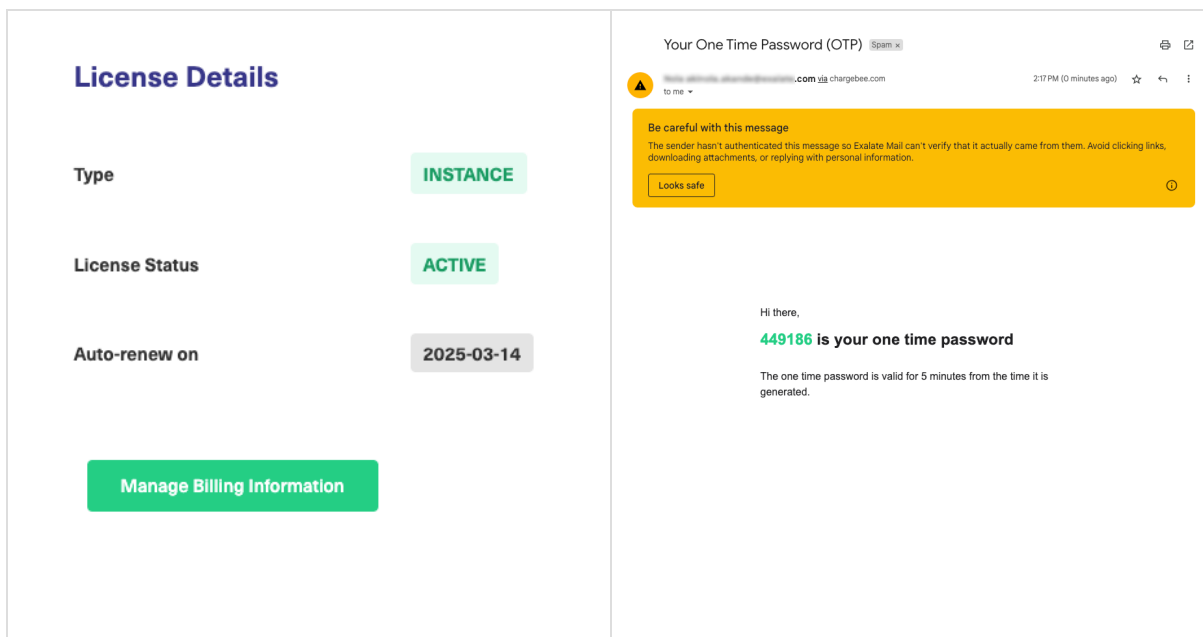 License Details
Type
INSTANCE
License Status
ACTIVE
Auto-renew on
2025-03-14
Manage Billing Information
Your One Time Password (OTP) Spam ×
.com via chargebee.com
2:17 PM (0 minutes ago)
to me
Be careful with this message
The sender hasn't authenticated this message so Exalate Mail can't verify that it actually came from them. Avoid clicking links,
downloading attachments, or replying with personal information.
Looks safe
Hi there,
449186 is your one time password
The one time password is valid for 5 minutes from the time it is
generated.